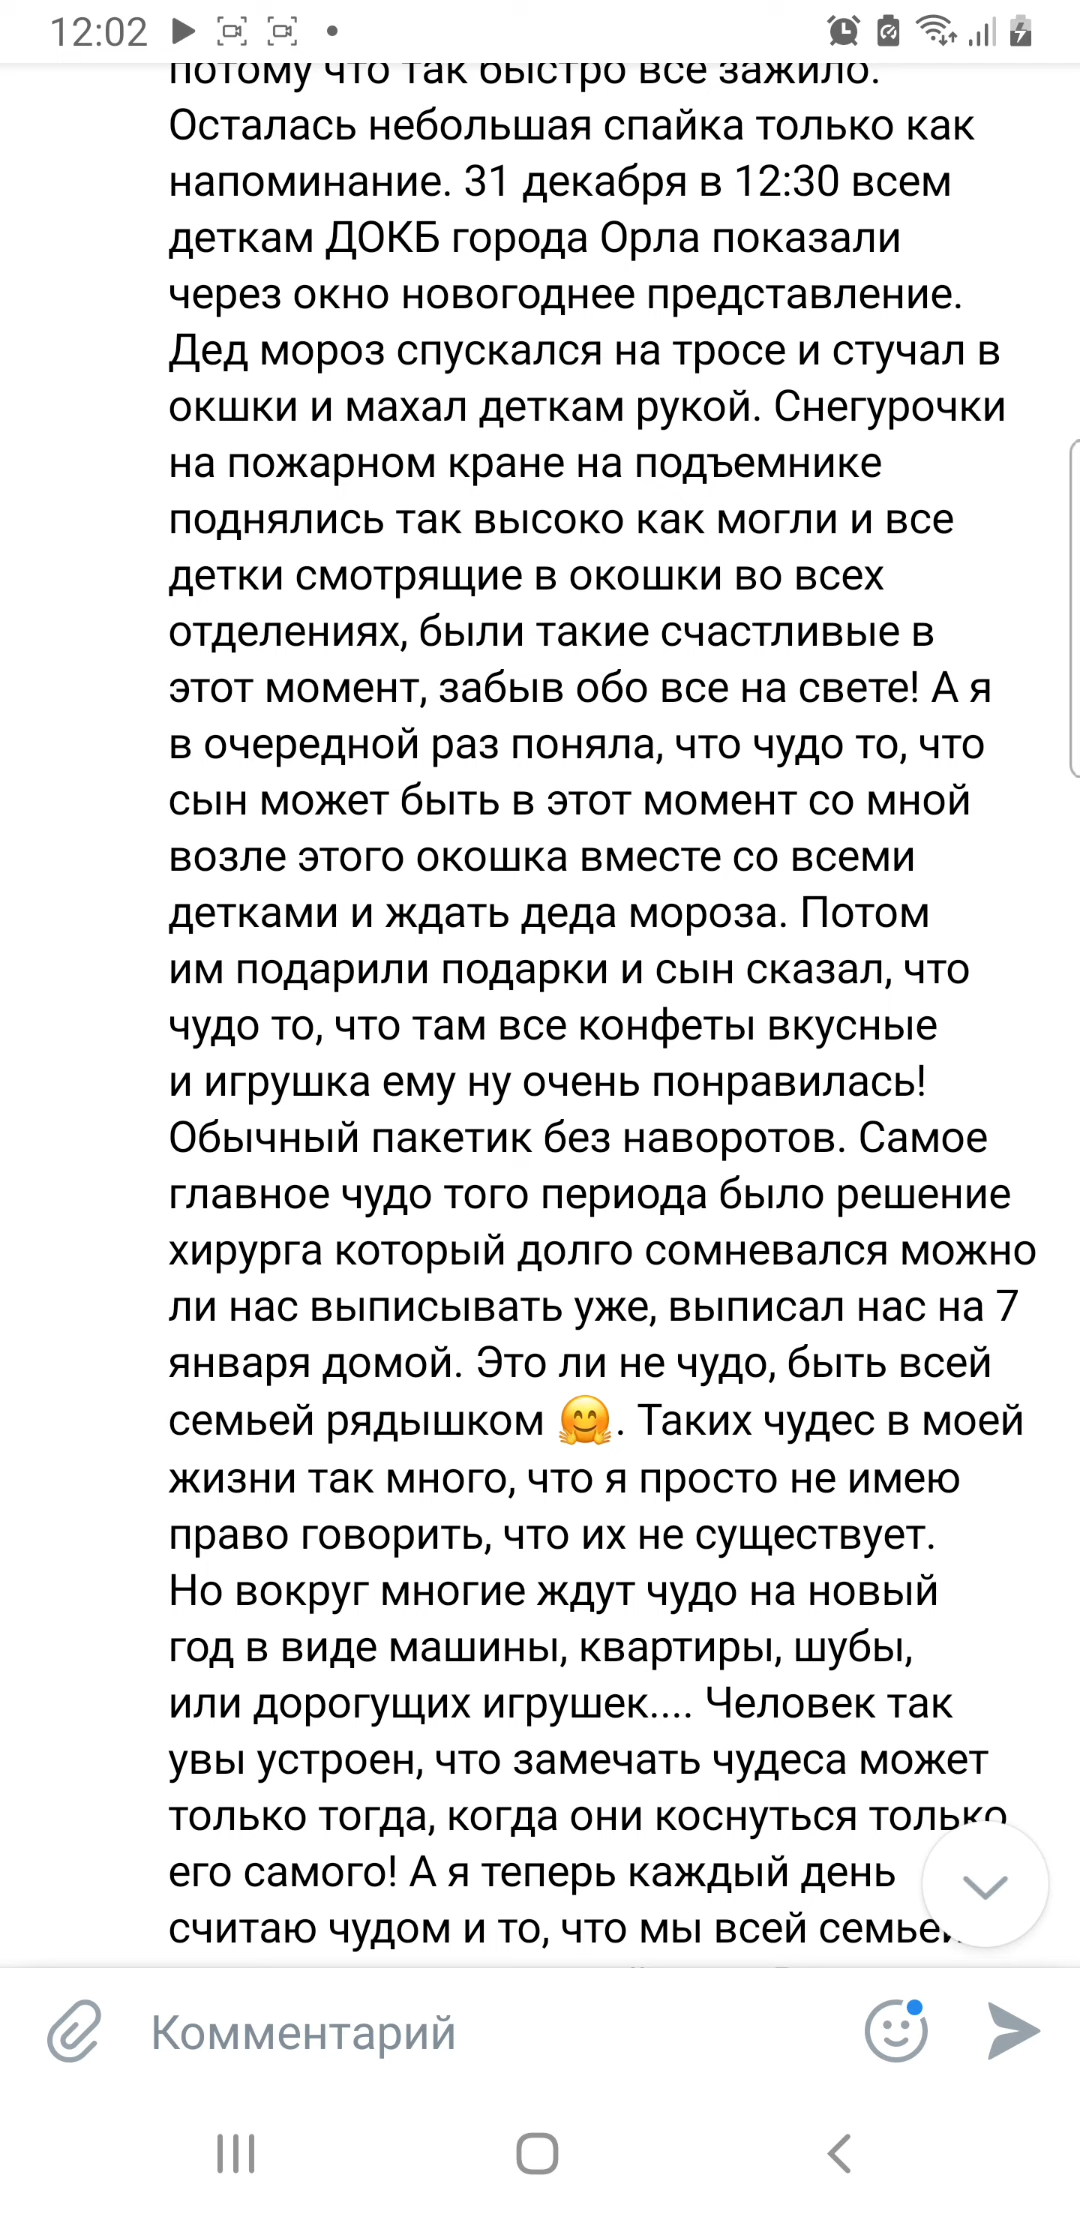 12:02
потому что так быстро все зажило.
Осталась небольшая спайка только как
напоминание. 31 декабря в 12:30 всем
деткам ДОКБ города Орла показали
через окно новогоднее представление.
Дед мороз спускался на тросе и стучал в
окшки и махал деткам рукой. Снегурочки
на пожарном кране на подъемнике
поднялись так высоко как могли и все
детки смотрящие в окошки во всех
отделениях, были такие счастливые в
этот момент, забыв обо все на свете! А я
в очередной раз поняла, что чудо то, что
сын может быть в этот момент со мной
возле этого окошка вместе со всеми
детками и ждать деда мороза. Потом
им подарили подарки и сын сказал, что
чудо то, что там все конфеты вкусные
и игрушка ему ну очень понравилась!
Обычный пакетик без наворотов. Самое
главное чудо того периода было решение
хирурга который долго сомневался можно
ли нас выписывать уже, выписал нас на 7
января домой. Это ли не чудо, быть всей
семьей рядышком 🤗. Таких чудес в моей
жизни так много, что я просто не имею
право говорить, что их не существует.
Но вокруг многие ждут чудо на новый
год в виде машины, квартиры, шубы,
или дорогущих игрушек.... Человек так
увы устроен, что замечать чудеса может
только тогда, когда они коснуться только
его самого! А я теперь каждый день
считаю чудом и то, что мы всей семьей
Комментарий